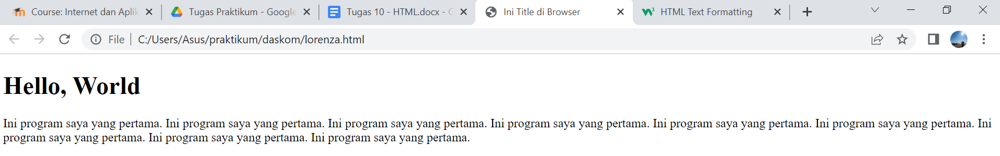 Course: Internet dan Aplik
Tugas Praktikum - Google
Tugas 10 - HTML.docx - G
Ini Title di Browser
HTML Text Formatting
File
C:/Users/Asus/praktikum/daskom/lorenza.html
Hello, World
Ini program saya yang pertama. Ini program saya yang pertama. Ini program saya yang pertama. Ini program saya yang pertama. Ini program saya yang pertama. Ini program saya yang pertama. Ini
program saya yang pertama. Ini program saya yang pertama. Ini program saya yang pertama.